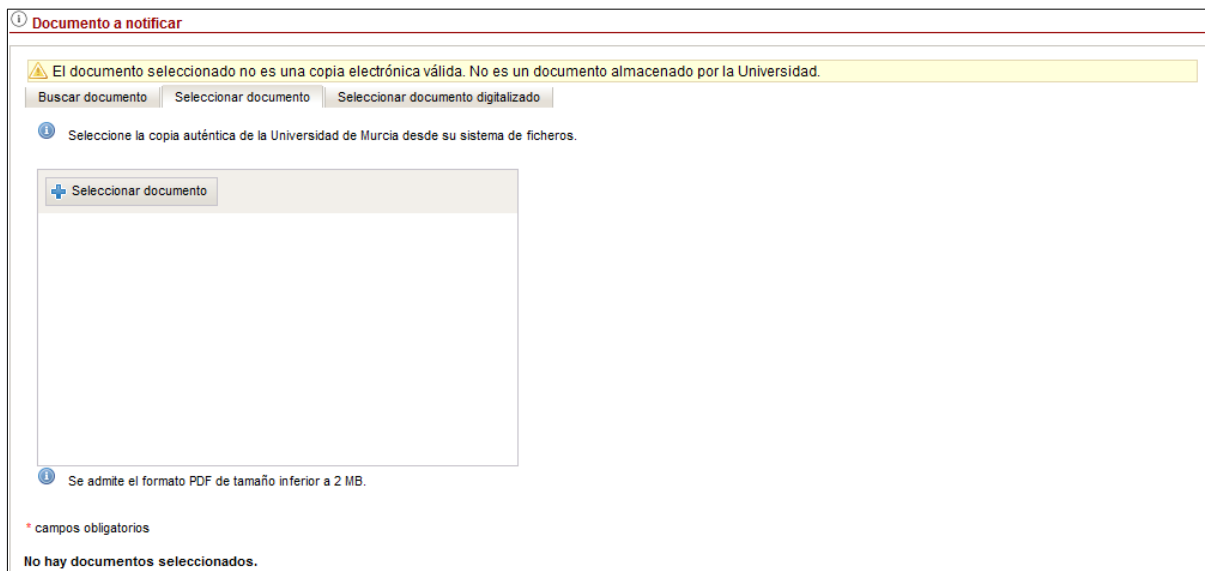 Documento a notificar
El documento seleccionado no es una copia electrónica válida. No es un documento almacenado por la Universidad.
Buscar documento Seleccionar documento Seleccionar documento digitalizado
Seleccione la copia auténtica de la Universidad de Murcia desde su sistema de ficheros.
Seleccionar documento
Se admite el formato PDF de tamaño inferior a 2 MB.
* campos obligatorios
No hay documentos seleccionados.